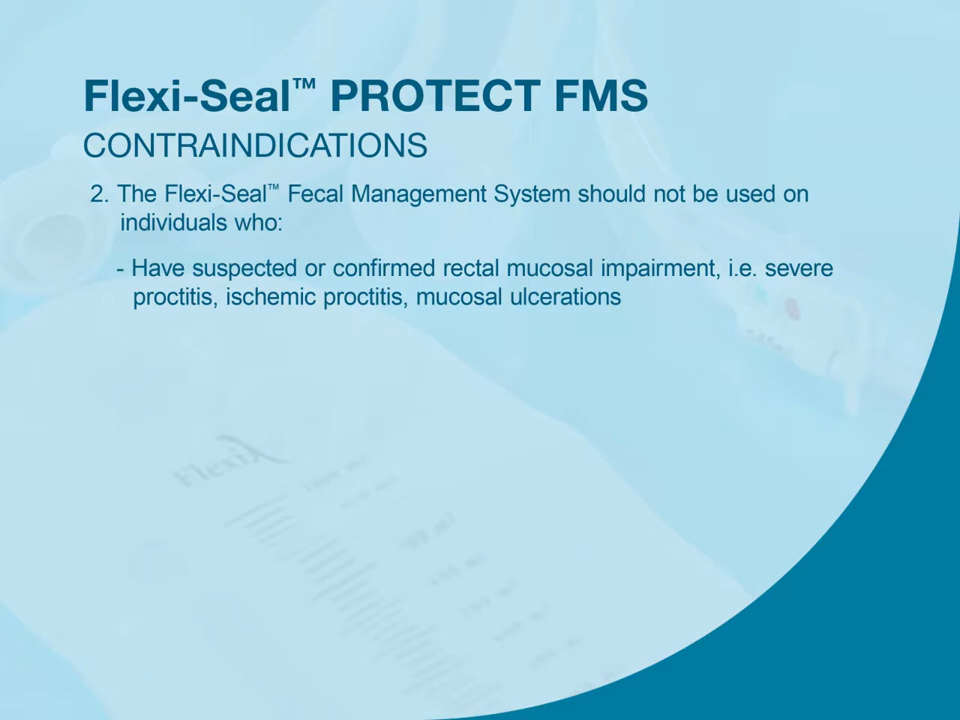 Flexi-Seal™ PROTECT FMS
CONTRAINDICATIONS
2. The Flexi-Seal™ Fecal Management System should not be used on
individuals who:
- Have suspected or confirmed rectal mucosal impairment, i.e. severe
proctitis, ischemic proctitis, mucosal ulcerations
Flexi